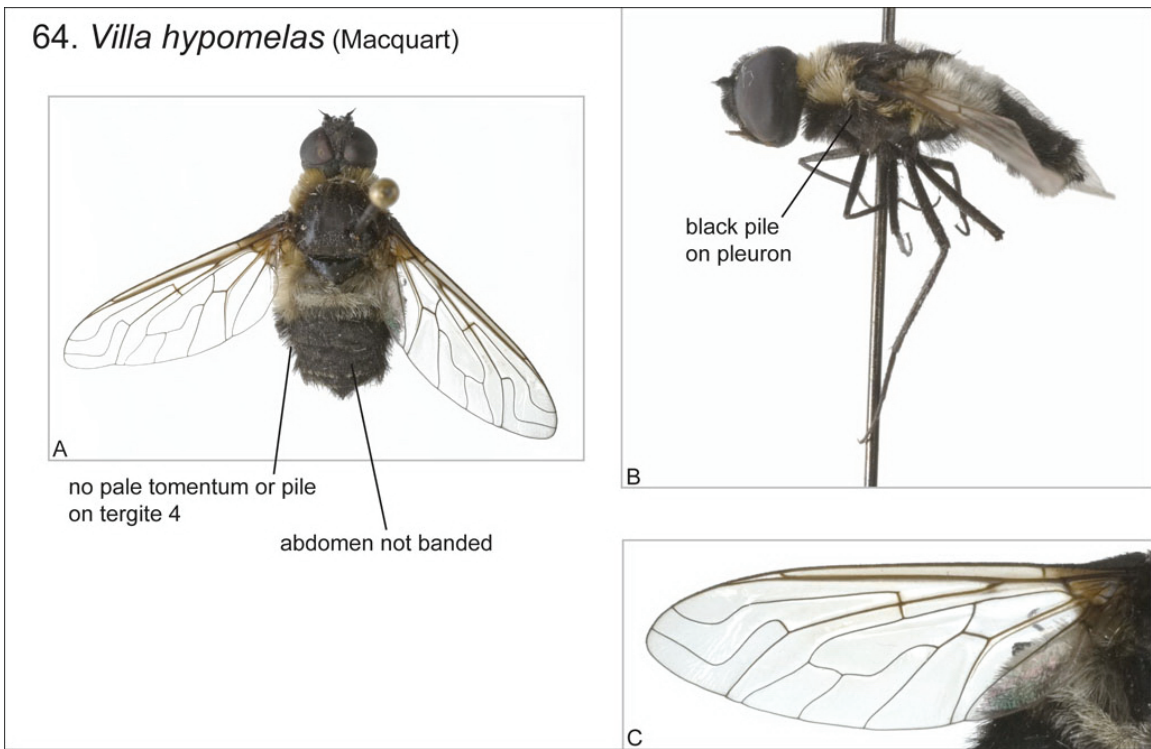 64. Villa hypomelas (Macquart)
A
no pale tomentum or pile
on tergite 4
abdomen not banded
black pile
on pleuron
B
C